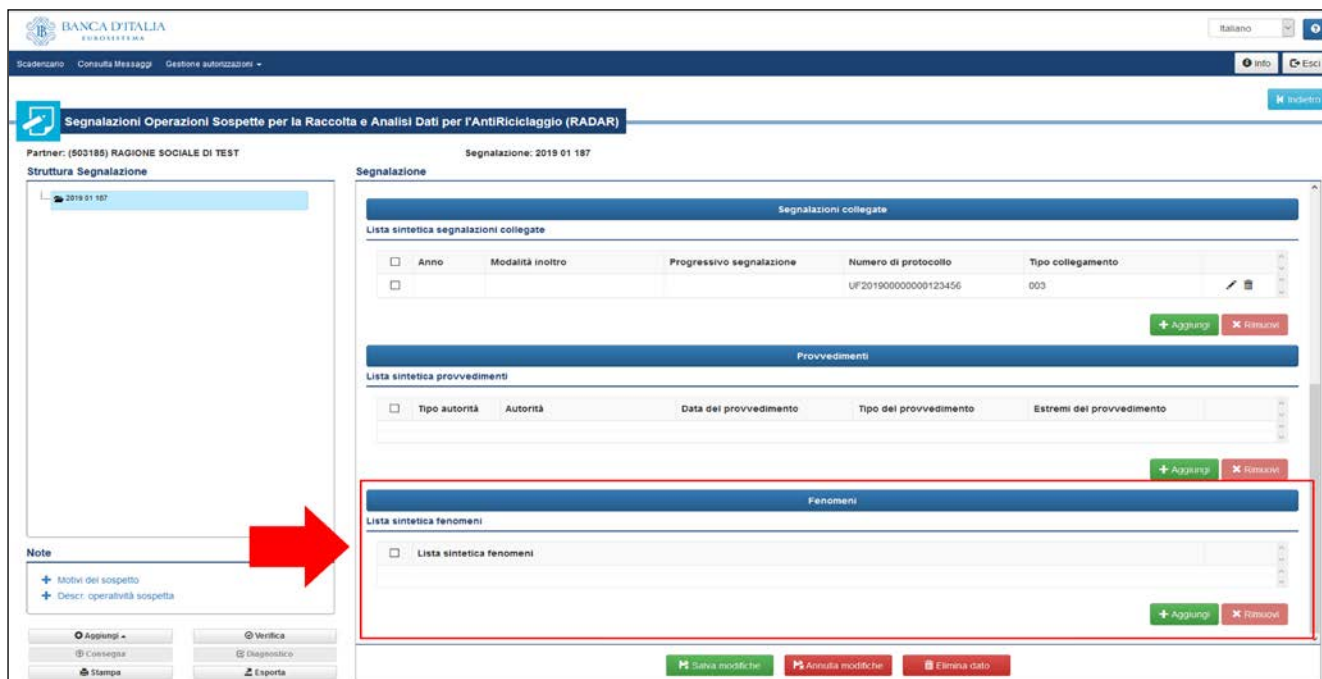 BANCA D'ITALIA
EUROSISTEMA
Italiano
Scadenzario Consulta Messaggi Gestione autorizzazioni
Info Esci
Indietro
Segnalazioni Operazioni Sospette per la Raccolta e Analisi Dati per l'AntiRiciclaggio (RADAR)
Partner: (503185) RAGIONE SOCIALE DI TEST Segnalazione: 2019 01 187
Struttura Segnalazione Segnalazione
2019 01 187
Segnalazioni collegate
Lista sintetica segnalazioni collegate
Anno Modalità inoltro Progressivo segnalazione Numero di protocollo Tipo collegamento
UF201900000000123456 003
Aggiungi Rimuovi
Provvedimenti
Lista sintetica provvedimenti
Tipo autorità Autorità Data del provvedimento Tipo del provvedimento Estremi del provvedimento
Aggiungi Rimuovi
Fenomeni
Lista sintetica fenomeni
Lista sintetica fenomeni
Aggiungi Rimuovi
Note
Motivi del sospetto
Descr. operatività sospetta
Aggiungi Verifica
Consegna Diagnostico
Stampa Esporta
Salva modifiche Annulla modifiche Elimina dato